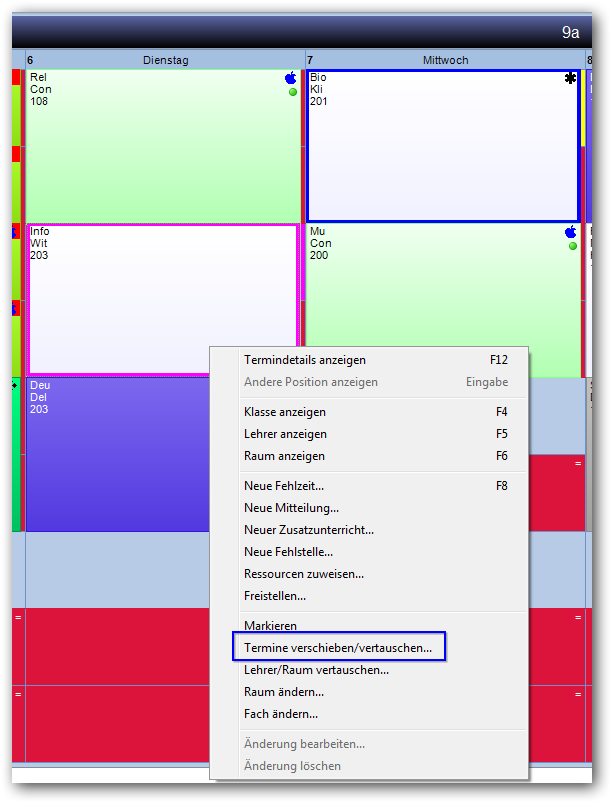 9a
6 Dienstag 7 Mittwoch 8
Rel
Con
108
Bio
Kli
201
Info
Wit
203
Mu
Con
200
Deu
Del
203
Termindetails anzeigen F12
Andere Position anzeigen Eingabe
Klasse anzeigen F4
Lehrer anzeigen F5
Raum anzeigen F6
Neue Fehlzeit... F8
Neue Mitteilung...
Neuer Zusatzunterricht...
Neue Fehlstelle...
Ressourcen zuweisen...
Freistellen...
Markieren
Termine verschieben/vertauschen...
Lehrer/Raum vertauschen...
Raum ändern...
Fach ändern...
Änderung bearbeiten...
Änderung löschen
=
=
=
=
=